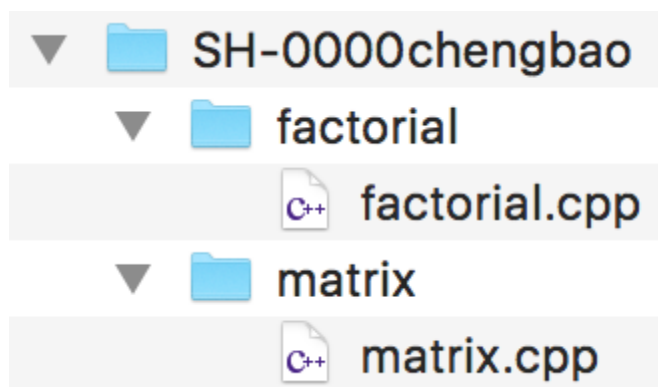 SH-0000chengbao
factorial
C++ factorial.cpp
matrix
C++ matrix.cpp